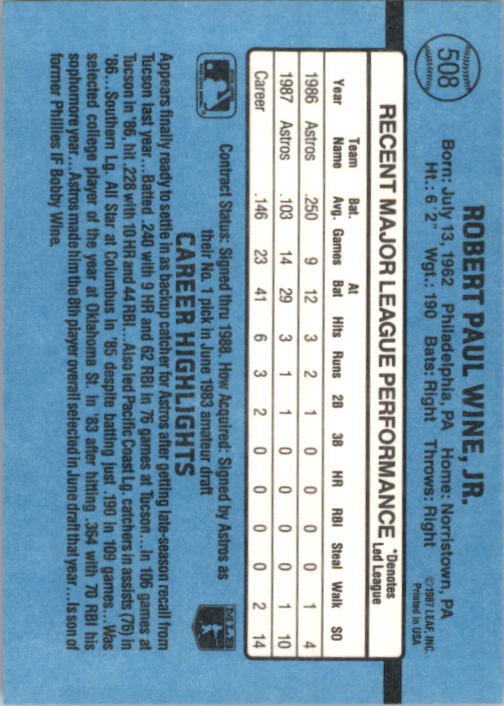 508
ROBERT PAUL WINE, JR.
Born: July 13, 1962 Philadelphia, PA Home: Norristown, PA
Ht.: 6' 2" Wgt.: 190 Bats: Right Throws: Right
©1987 LEAF, INC.
Printed in USA
RECENT MAJOR LEAGUE PERFORMANCE
*Denotes
Led League
Year Team Name Bat. Avg. Games At Bat Hits Runs 2B 3B HR RBI Steal Walk SO
1986 Astros .250 9 12 3 2 1 0 0 0 0 1 4
1987 Astros .103 14 29 3 1 1 0 0 0 0 1 10
Career .146 23 41 6 3 2 0 0 0 0 2 14
Contract Status: Signed thru 1988. How Acquired: Signed by Astros as
their No. 1 pick in June 1983 amateur draft
MLB
CAREER HIGHLIGHTS
Appears finally ready to settle in as backup catcher for Astros after getting late-season recall from
Tucson last year...Batted .240 with 9 HR and 62 RBI in 76 games at Tucson...In 106 games at
Tucson in '86, hit .228 with 10 HR and 44 RBI...Also led Pacific Coast Lg. catchers in assists (76) in
'86...Southern Lg. All Star at Columbus in '85 despite batting just .190 in 109 games...Was
selected college player of the year at Oklahoma St. in '83 after hitting .364 with 70 RBI his
sophomore year...Astros made him the 8th player overall selected in June draft that year...Is son of
former Phillies IF Bobby Wine.